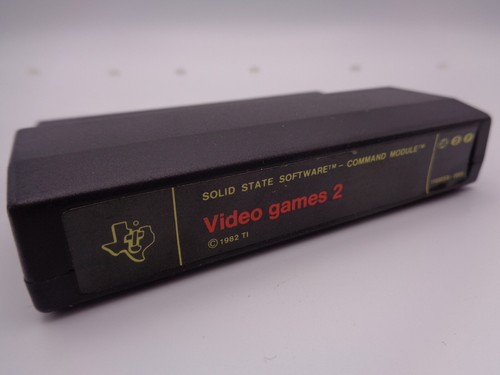 SOLID STATE SOFTWARE™ – COMMAND MODULE™
Video games 2
© 1982 TI